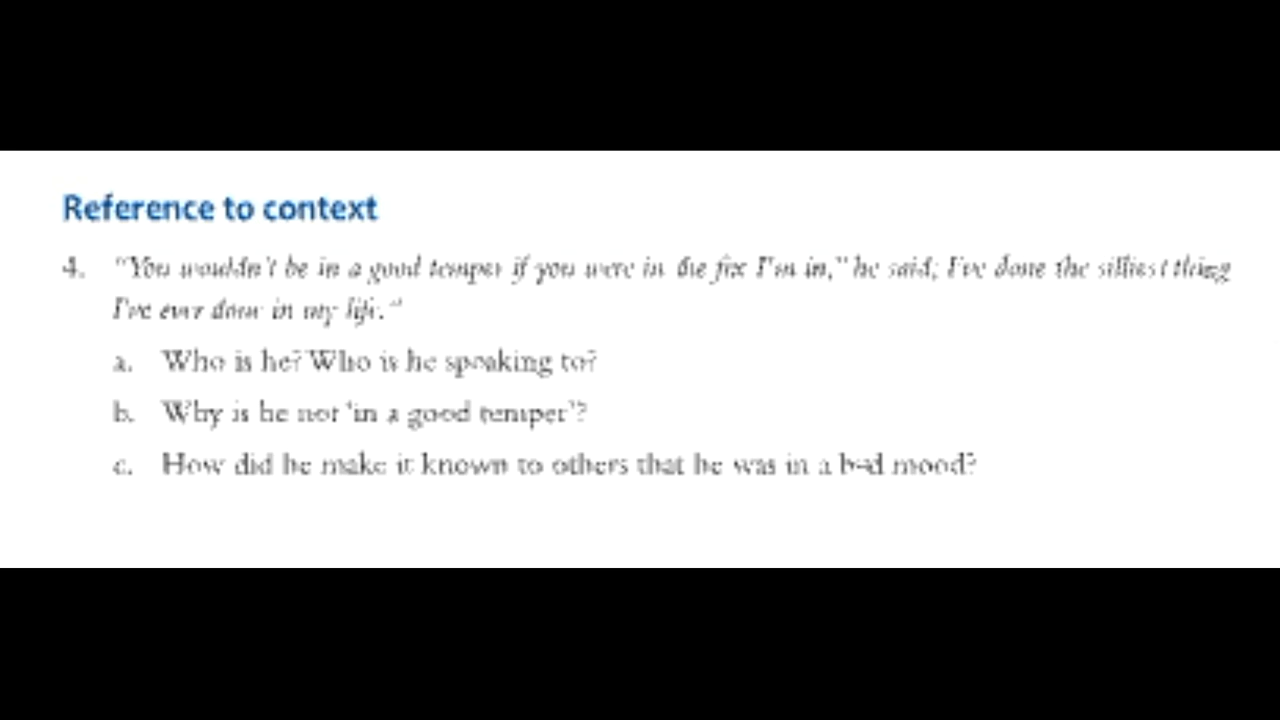 Reference to context
4. "You wouldn't be in a good temper if you were in the fix I'm in," he said; I've done the silliest thing
I've ever done in my life."
a. Who is he? Who is he speaking to?
b. Why is he not 'in a good temper'?
c. How did he make it known to others that he was in a bad mood?